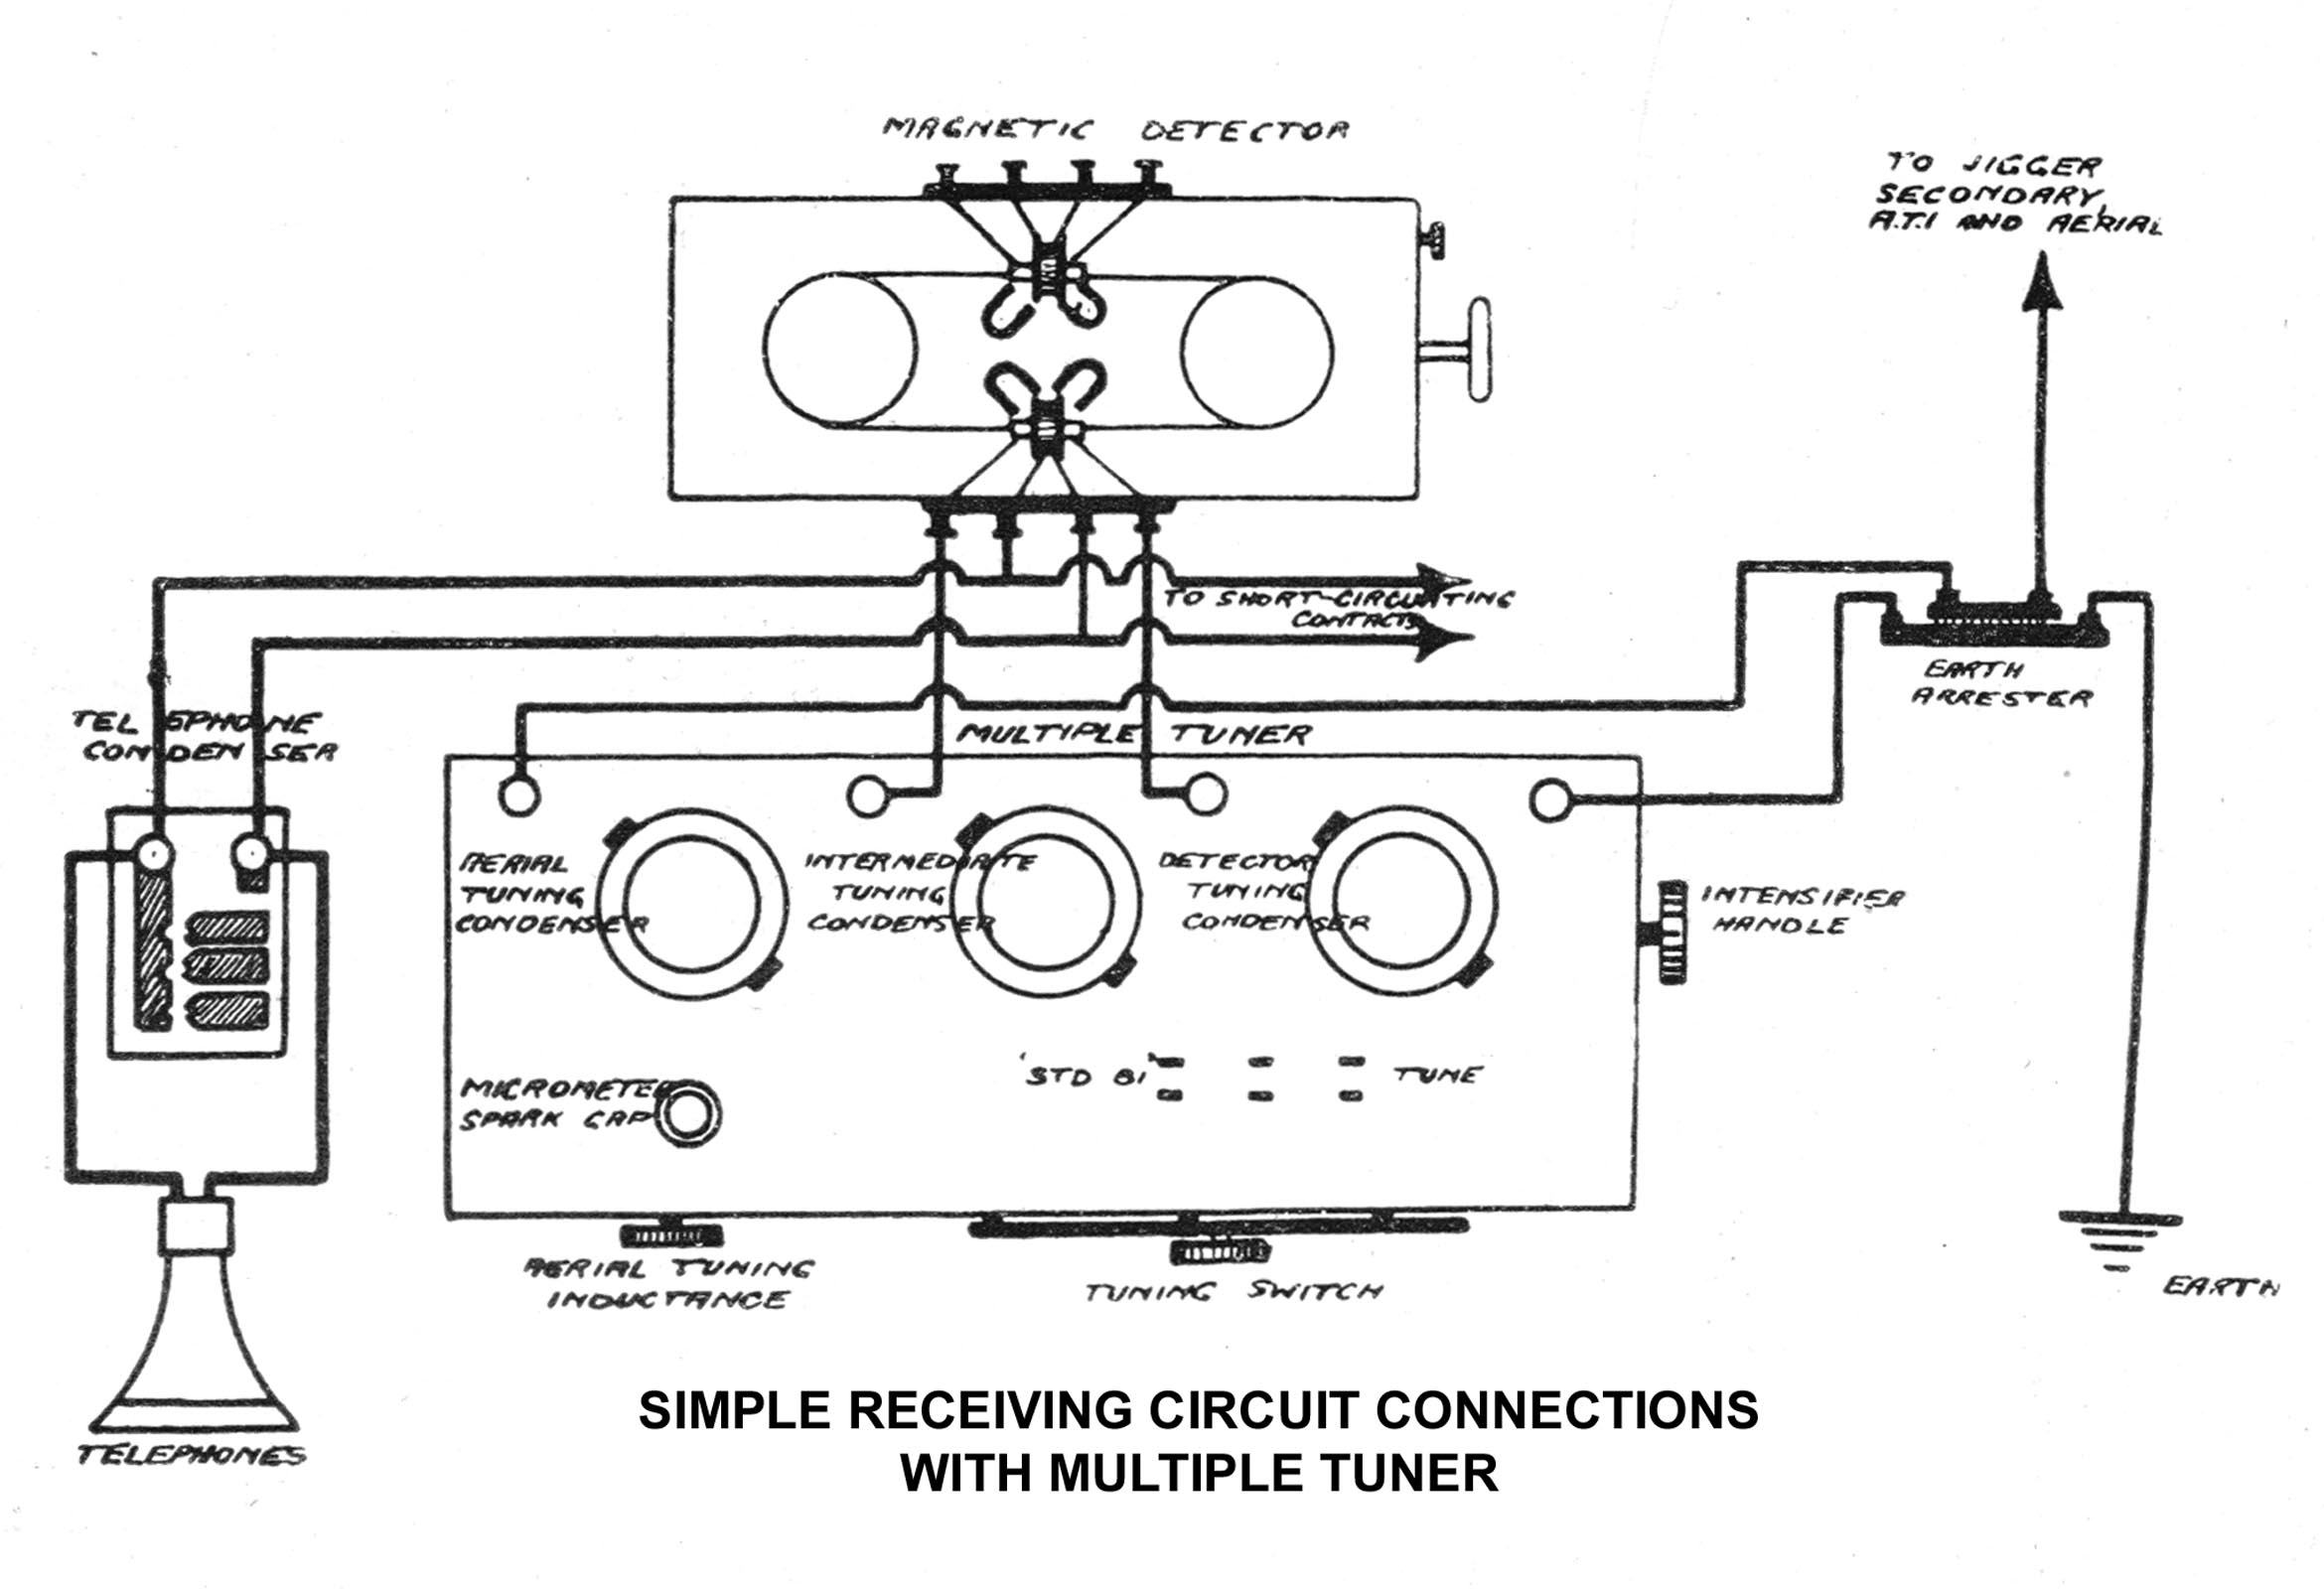 MAGNETIC DETECTOR
TO JIGGER
SECONDARY,
A.T.I AND AERIAL
TO SHORT-CIRCUITING
CONTACTS
EARTH
ARRESTER
TELEPHONE
CONDENSER
MULTIPLE TUNER
AERIAL
TUNING
CONDENSER
INTERMEDIATE
TUNING
CONDENSER
DETECTOR
TUNING
CONDENSER
INTENSIFIER
HANDLE
'STD BI' TUNE
MICROMETER
SPARK GAP
AERIAL TUNING
INDUCTANCE
TUNING SWITCH
EARTH
TELEPHONES
SIMPLE RECEIVING CIRCUIT CONNECTIONS
WITH MULTIPLE TUNER